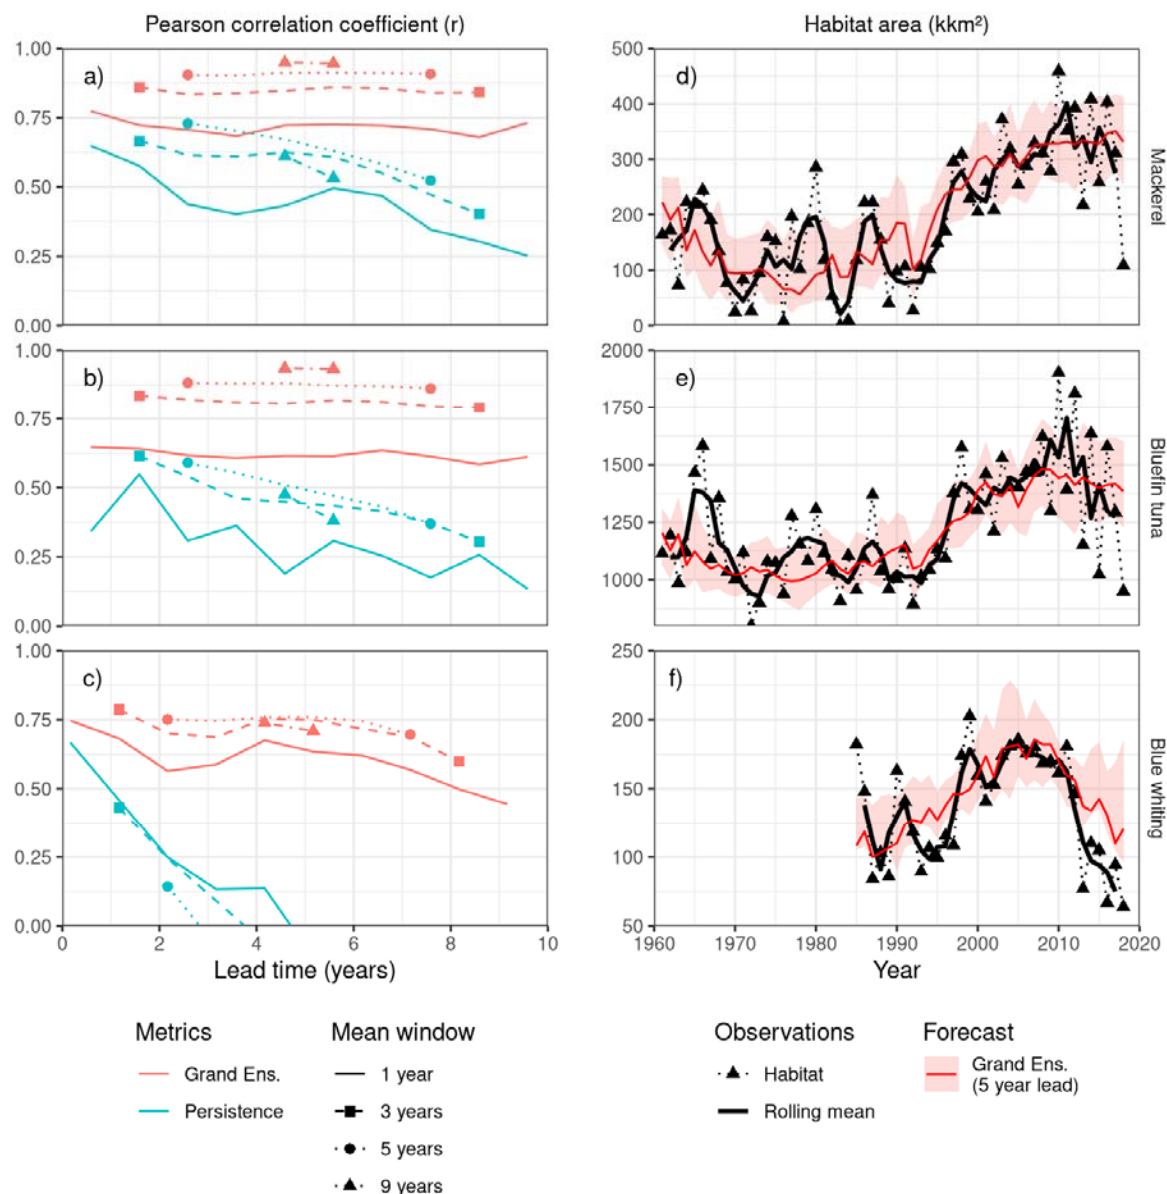 Pearson correlation coefficient (r)
Habitat area (kkm²)
a)
1.00
0.75
0.50
0.25
0.00
b)
1.00
0.75
0.50
0.25
0.00
c)
1.00
0.75
0.50
0.25
0.00
0 2 4 6 8 10
Lead time (years)
d)
500
400
300
200
100
0
Mackerel
e)
2000
1750
1500
1250
1000
Bluefin tuna
f)
250
200
150
100
50
Blue whiting
1960 1970 1980 1990 2000 2010 2020
Year
Metrics
Grand Ens.
Persistence
Mean window
1 year
3 years
5 years
9 years
Observations
Habitat
Rolling mean
Forecast
Grand Ens.
(5 year lead)